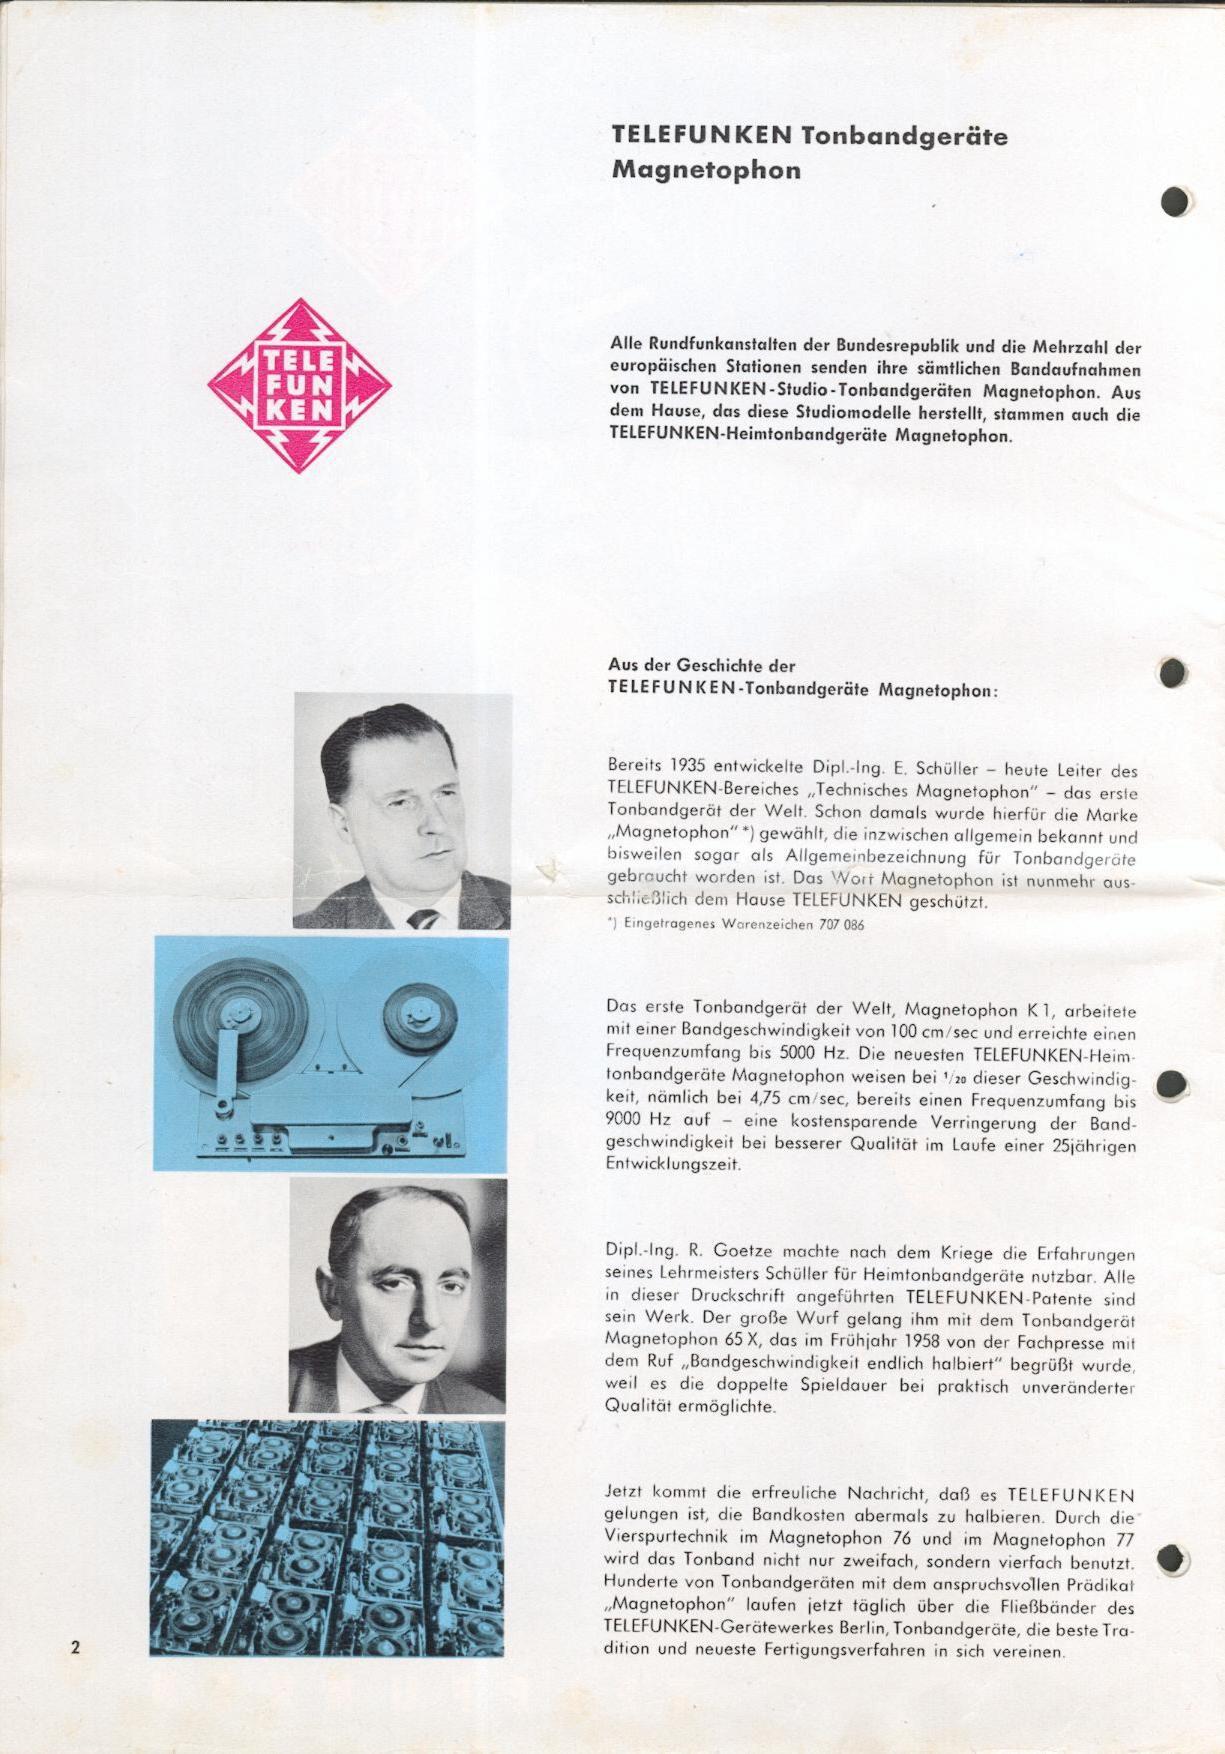 TELEFUNKEN Tonbandgeräte
Magnetophon
TELE
FUN
KEN
Alle Rundfunkanstalten der Bundesrepublik und die Mehrzahl der
europäischen Stationen senden ihre sämtlichen Bandaufnahmen
von TELEFUNKEN-Studio-Tonbandgeräten Magnetophon. Aus
dem Hause, das diese Studiomodelle herstellt, stammen auch die
TELEFUNKEN-Heimtonbandgeräte Magnetophon.
Aus der Geschichte der
TELEFUNKEN-Tonbandgeräte Magnetophon:
Bereits 1935 entwickelte Dipl.-Ing. E. Schüller – heute Leiter des
TELEFUNKEN-Bereiches „Technisches Magnetophon" – das erste
Tonbandgerät der Welt. Schon damals wurde hierfür die Marke
„Magnetophon"*) gewählt, die inzwischen allgemein bekannt und
bisweilen sogar als Allgemeinbezeichnung für Tonbandgeräte
gebraucht worden ist. Das Wort Magnetophon ist nunmehr aus-
schließlich dem Hause TELEFUNKEN geschützt.
*) Eingetragenes Warenzeichen 707 086
Das erste Tonbandgerät der Welt, Magnetophon K 1, arbeitete
mit einer Bandgeschwindigkeit von 100 cm/sec und erreichte einen
Frequenzumfang bis 5000 Hz. Die neuesten TELEFUNKEN-Heim-
tonbandgeräte Magnetophon weisen bei 1/20 dieser Geschwindig-
keit, nämlich bei 4,75 cm/sec, bereits einen Frequenzumfang bis
9000 Hz auf – eine kostensparende Verringerung der Band-
geschwindigkeit bei besserer Qualität im Laufe einer 25jährigen
Entwicklungszeit.
Dipl.-Ing. R. Goetze machte nach dem Kriege die Erfahrungen
seines Lehrmeisters Schüller für Heimtonbandgeräte nutzbar. Alle
in dieser Druckschrift angeführten TELEFUNKEN-Patente sind
sein Werk. Der große Wurf gelang ihm mit dem Tonbandgerät
Magnetophon 65 X, das im Frühjahr 1958 von der Fachpresse mit
dem Ruf „Bandgeschwindigkeit endlich halbiert" begrüßt wurde,
weil es die doppelte Spieldauer bei praktisch unveränderter
Qualität ermöglichte.
Jetzt kommt die erfreuliche Nachricht, daß es TELEFUNKEN
gelungen ist, die Bandkosten abermals zu halbieren. Durch die
Vierspurtechnik im Magnetophon 76 und im Magnetophon 77
wird das Tonband nicht nur zweifach, sondern vierfach benutzt.
Hunderte von Tonbandgeräten mit dem anspruchsvollen Prädikat
„Magnetophon" laufen jetzt täglich über die Fließbänder des
TELEFUNKEN-Gerätewerkes Berlin, Tonbandgeräte, die beste Tra-
dition und neueste Fertigungsverfahren in sich vereinen.
2